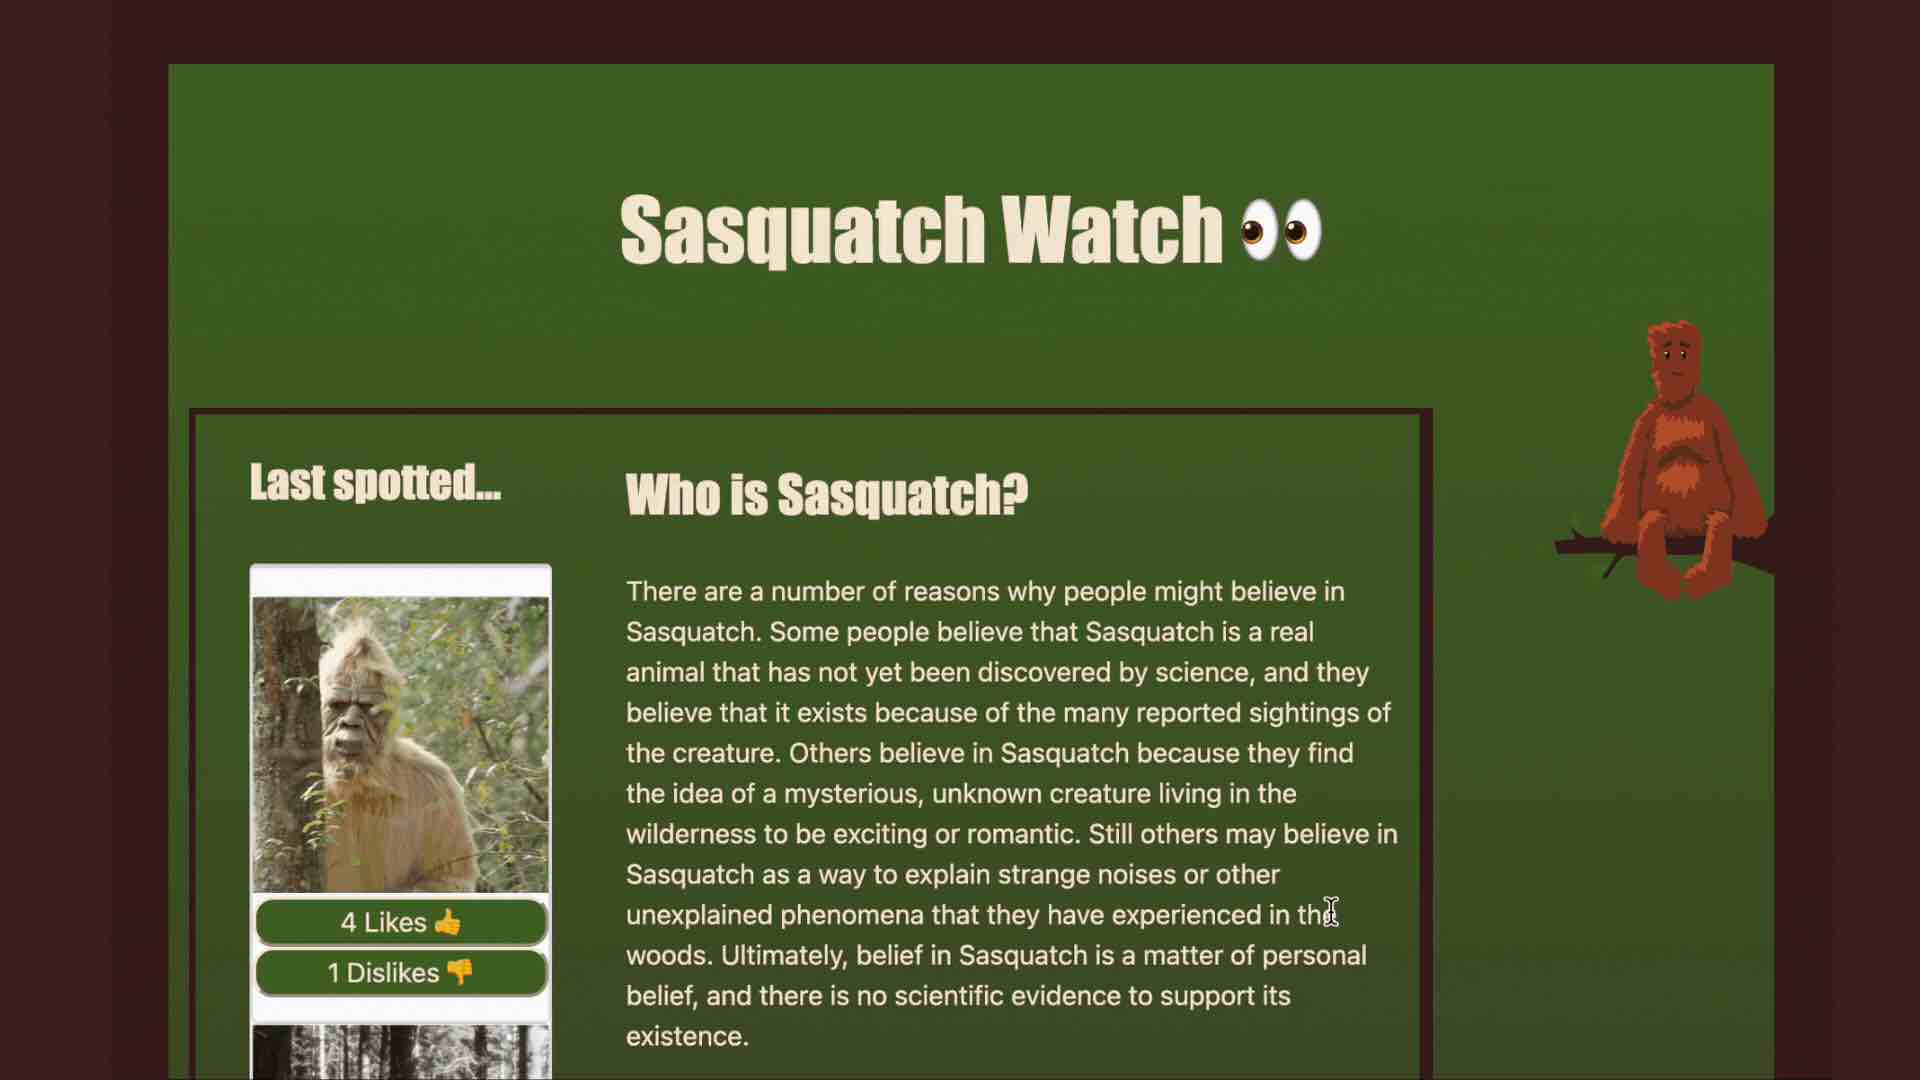 Sasquatch Watch 👀
Last spotted...
4 Likes 👍
1 Dislikes 👎
Who is Sasquatch?
There are a number of reasons why people might believe in
Sasquatch. Some people believe that Sasquatch is a real
animal that has not yet been discovered by science, and they
believe that it exists because of the many reported sightings of
the creature. Others believe in Sasquatch because they find
the idea of a mysterious, unknown creature living in the
wilderness to be exciting or romantic. Still others may believe in
Sasquatch as a way to explain strange noises or other
unexplained phenomena that they have experienced in the
woods. Ultimately, belief in Sasquatch is a matter of personal
belief, and there is no scientific evidence to support its
existence.